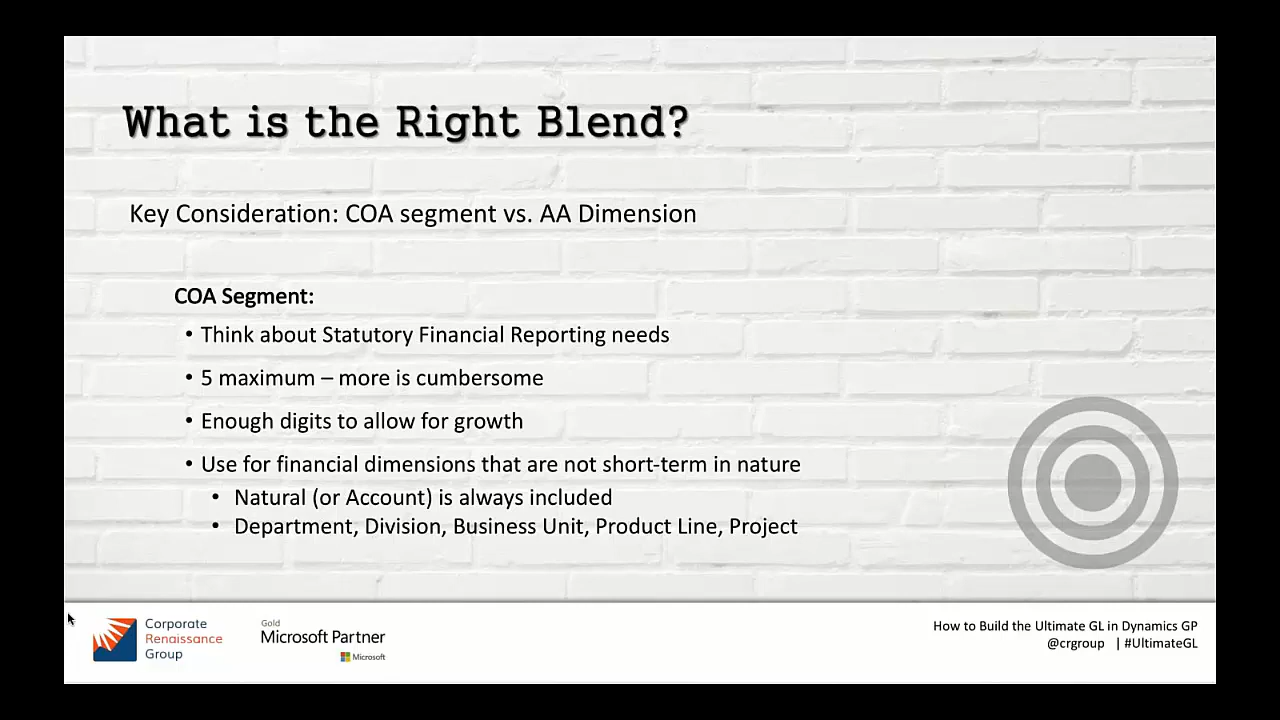 What is the Right Blend?
Key Consideration: COA segment vs. AA Dimension
COA Segment:
• Think about Statutory Financial Reporting needs
• 5 maximum – more is cumbersome
• Enough digits to allow for growth
• Use for financial dimensions that are not short-term in nature
• Natural (or Account) is always included
• Department, Division, Business Unit, Product Line, Project
Corporate
Renaissance
Group
Gold
Microsoft Partner
Microsoft
How to Build the Ultimate GL in Dynamics GP
@crgroup | #UltimateGL